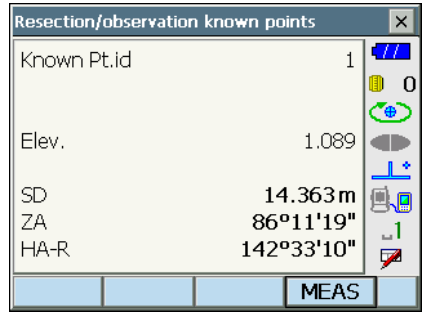 Resection/observation known points
Known Pt.id 1
0
Elev. 1.089
SD 14.363 m
ZA 86°11'19"
HA-R 142°33'10"
1
MEAS